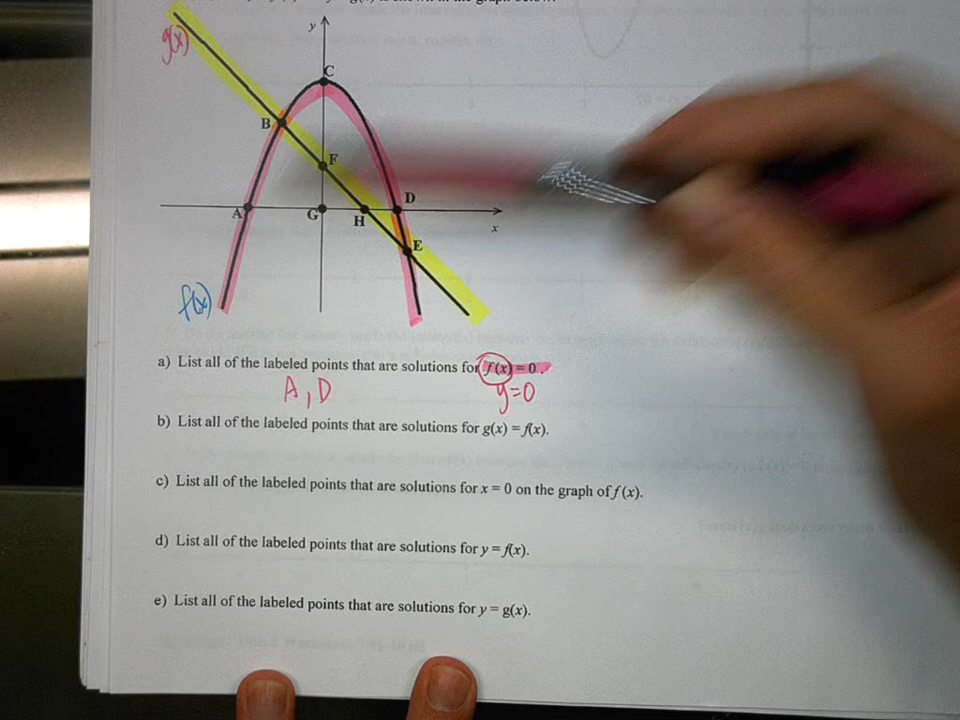 g(x)
y
C
B
F
A
G
H
D
x
E
f(x)
a) List all of the labeled points that are solutions for f(x) = 0.
A, D
y=0
b) List all of the labeled points that are solutions for g(x) = f(x).
c) List all of the labeled points that are solutions for x = 0 on the graph of f (x).
d) List all of the labeled points that are solutions for y = f(x).
e) List all of the labeled points that are solutions for y = g(x).